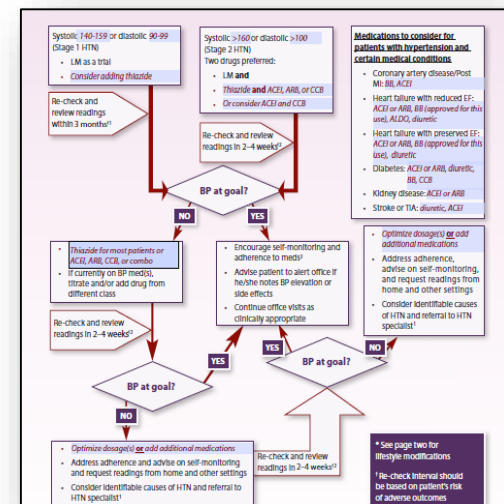 Systolic 140-159 or diastolic 90-99
(Stage 1 HTN)
• LM as a trial
• Consider adding thiazide
Systolic >160 or diastolic >100
(Stage 2 HTN)
Two drugs preferred:
• LM and
• Thiazide and ACEI, ARB, or CCB
• Or consider ACEI and CCB
Medications to consider for
patients with hypertension and
certain medical conditions
• Coronary artery disease/Post
MI: BB, ACEI
• Heart failure with reduced EF:
ACEI or ARB, BB (approved for this
use), ALDO, diuretic
• Heart failure with preserved EF:
ACEI or ARB, BB (approved for this
use), diuretic
• Diabetes: ACEI or ARB, diuretic,
BB, CCB
• Kidney disease: ACEI or ARB
• Stroke or TIA: diuretic, ACEI
Re-check and
review readings
within 3 months†²
Re-check and review
readings in 2–4 weeks†²
BP at goal?
NO
YES
Thiazide for most patients or
ACEI, ARB, CCB, or combo
• If currently on BP med(s),
titrate and/or add drug from
different class
• Encourage self-monitoring and
adherence to meds³
• Advise patient to alert office if
he/she notes BP elevation or
side effects
• Continue office visits as
clinically appropriate
• Optimize dosage(s) or add
additional medications
• Address adherence,
advise on self-monitoring,
and request readings from
home and other settings
• Consider identifiable causes
of HTN and referral to HTN
specialist¹
Re-check and review
readings in 2–4 weeks†²
YES
BP at goal?
NO
BP at goal?
YES
NO
• Optimize dosage(s) or add additional medications
• Address adherence and advise on self-monitoring
and request readings from home and other settings
• Consider identifiable causes of HTN and referral to
HTN specialist¹
Re-check and review
readings in 2–4 weeks†²
* See page two for
lifestyle modifications
† Re-check interval should
be based on patient's risk
of adverse outcomes